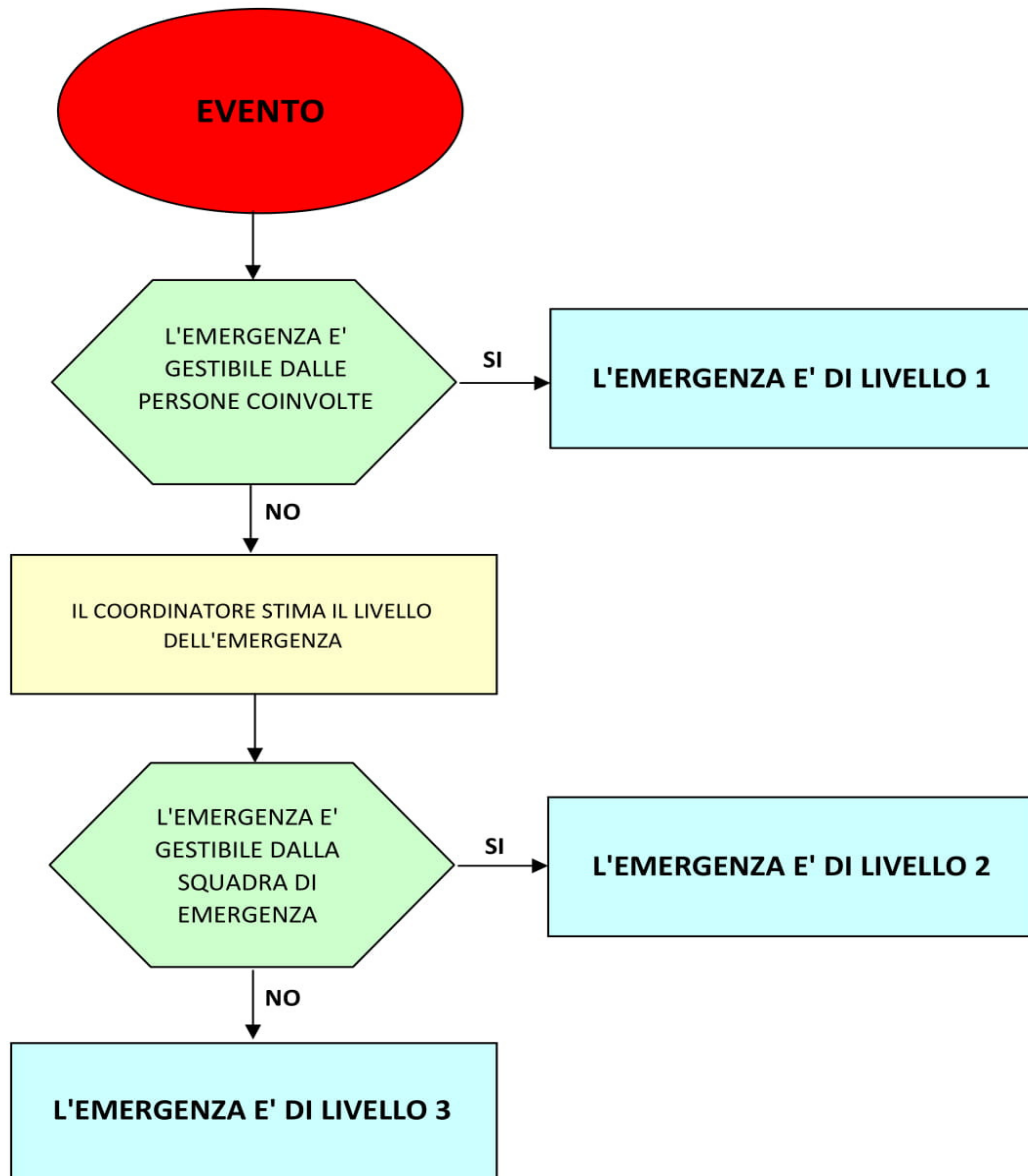 EVENTO
L'EMERGENZA E'
GESTIBILE DALLE
PERSONE COINVOLTE
SI
L'EMERGENZA E' DI LIVELLO 1
NO
IL COORDINATORE STIMA IL LIVELLO
DELL'EMERGENZA
L'EMERGENZA E'
GESTIBILE DALLA
SQUADRA DI
EMERGENZA
SI
L'EMERGENZA E' DI LIVELLO 2
NO
L'EMERGENZA E' DI LIVELLO 3